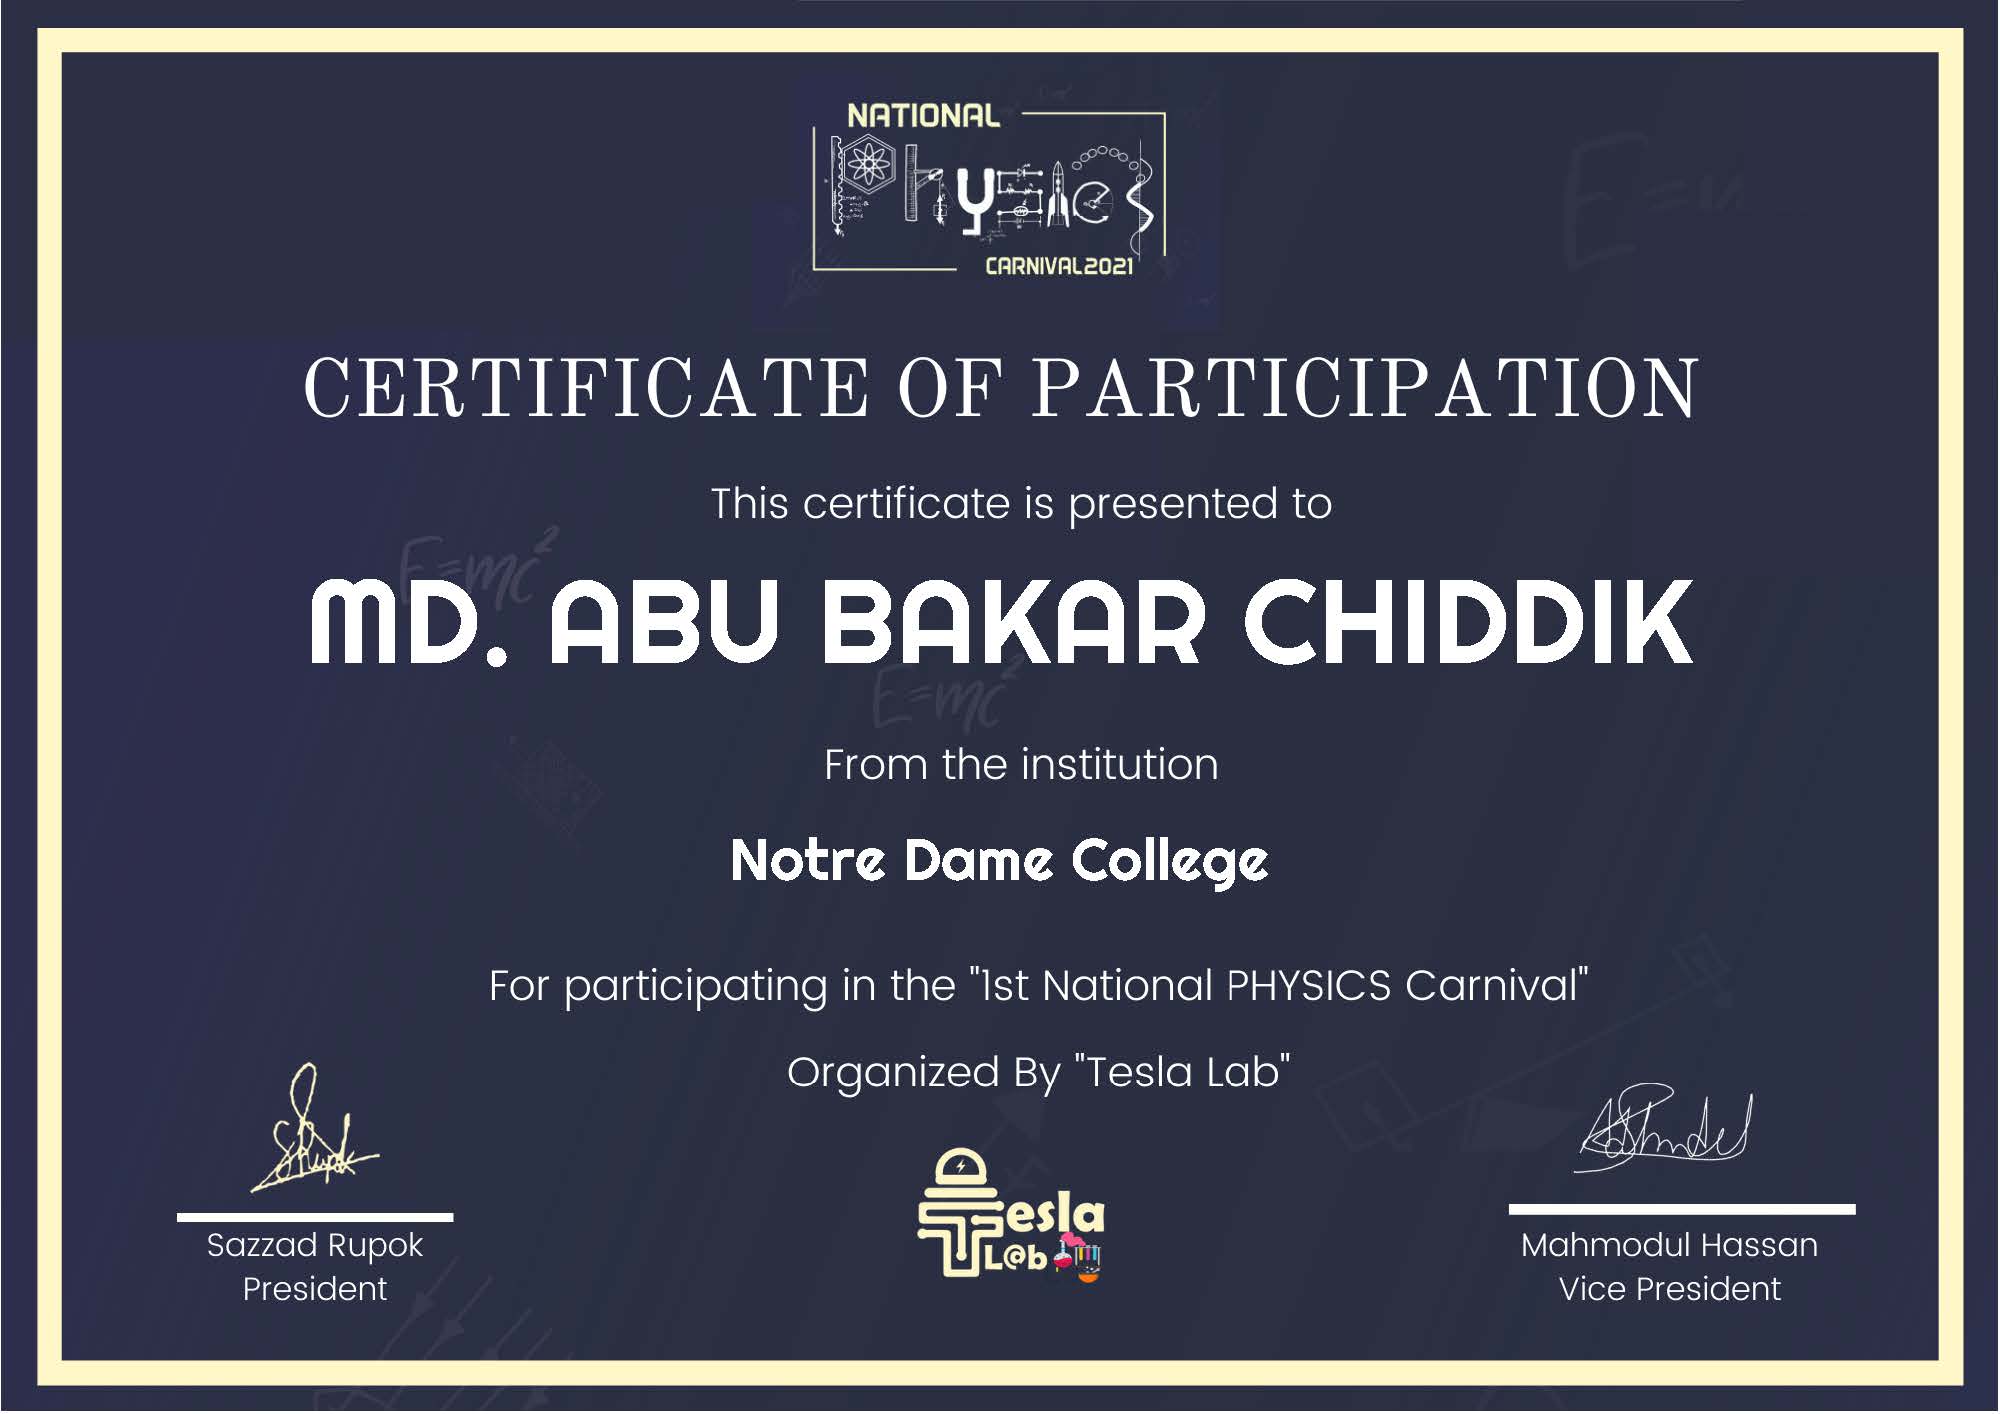 NATIONAL
PhysicS
CARNIVAL2021
CERTIFICATE OF PARTICIPATION
This certificate is presented to
E=mc²
MD. ABU BAKAR CHIDDIK
E=mc²
From the institution
Notre Dame College
For participating in the "1st National PHYSICS Carnival"
Organized By "Tesla Lab"
Tesla
L@b
Sazzad Rupok
President
Mahmodul Hassan
Vice President